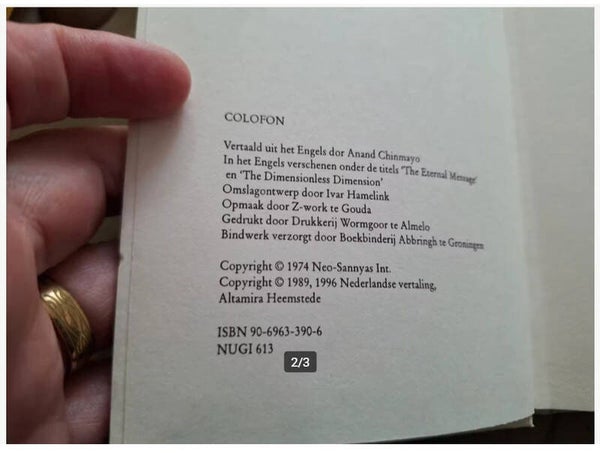 COLOFON
Vertaald uit het Engels dor Anand Chinmayo
In het Engels verschenen onder de titels 'The Eternal Message'
en 'The Dimensionless Dimension'
Omslagontwerp door Ivar Hamelink
Opmaak door Z-work te Gouda
Gedrukt door Drukkerij Wormgoor te Almelo
Bindwerk verzorgt door Boekbinderij Abbringh te Groningen
Copyright © 1974 Neo-Sannyas Int.
Copyright © 1989, 1996 Nederlandse vertaling,
Altamira Heemstede
ISBN 90-6963-390-6
NUGI 613
2/3